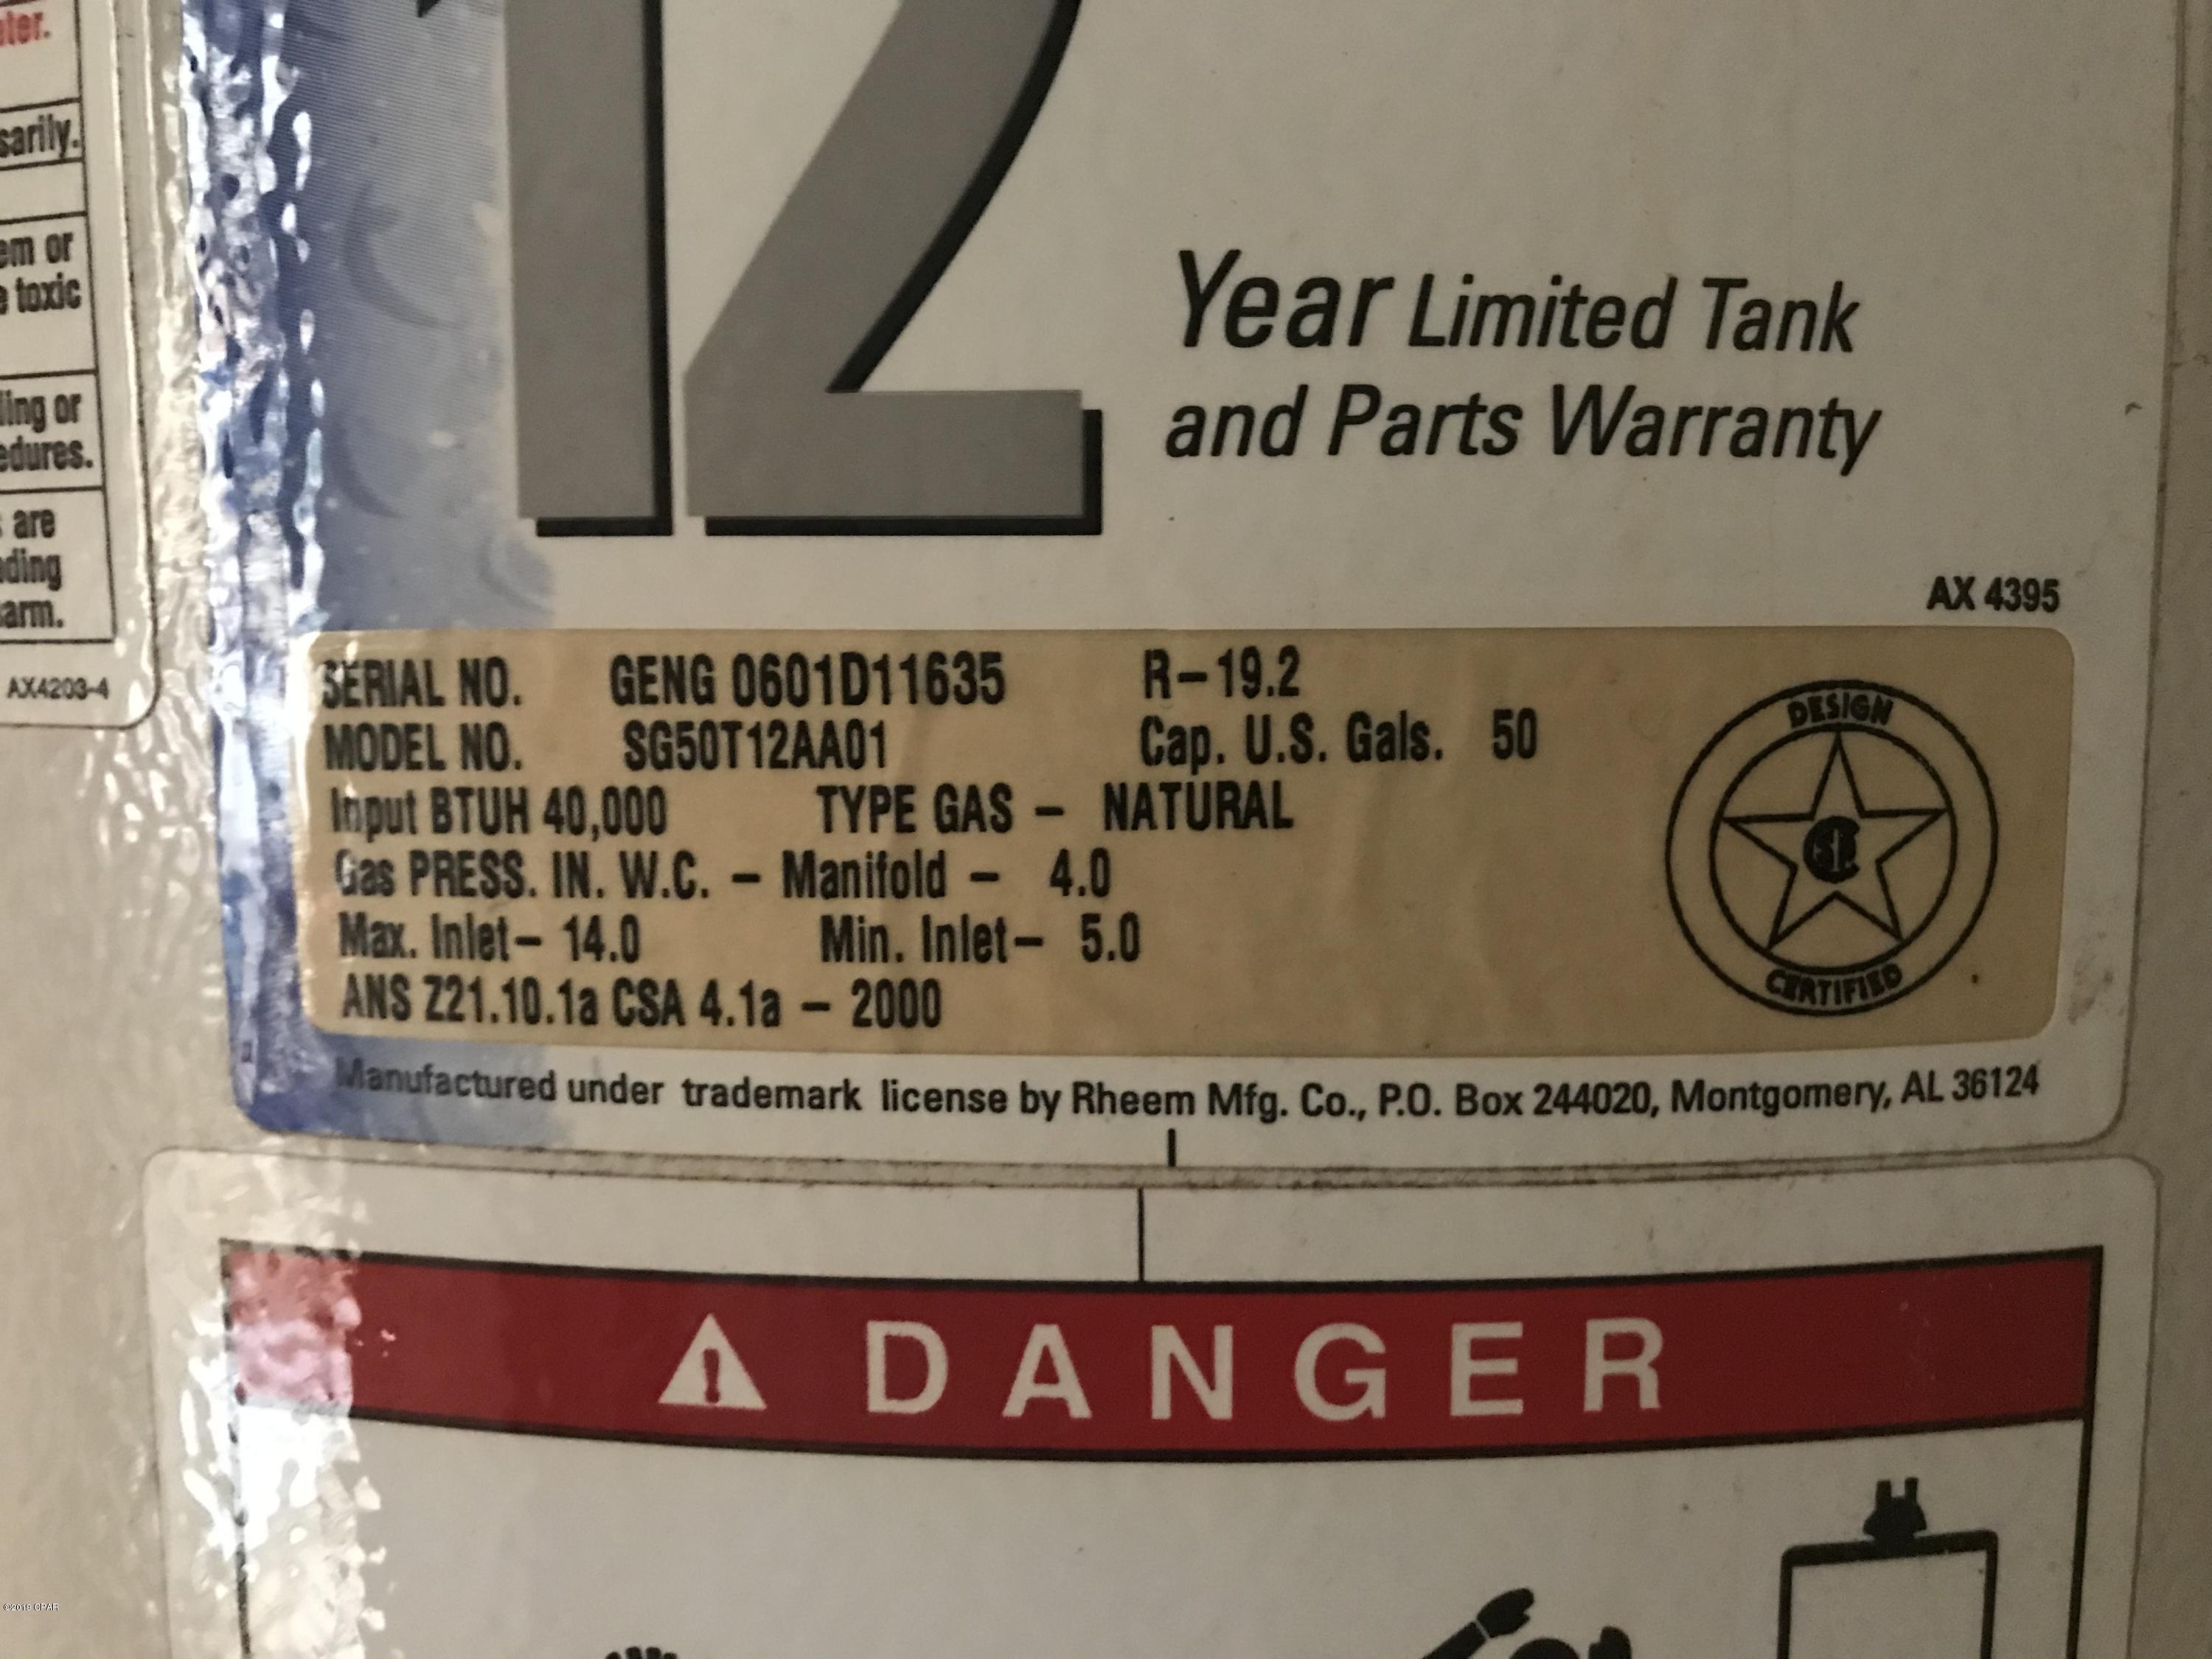 ter.
sarily.
em or
toxic
ling or
edures.
are
ding
arm.
AX4203-4
12
Year Limited Tank
and Parts Warranty
AX 4395
SERIAL NO. GENG 0601D11635 R-19.2
MODEL NO. SG50T12AA01 Cap. U.S. Gals. 50
Input BTUH 40,000 TYPE GAS - NATURAL
Gas PRESS. IN. W.C. - Manifold - 4.0
Max. Inlet- 14.0 Min. Inlet- 5.0
ANS Z21.10.1a CSA 4.1a - 2000
DESIGN
CERTIFIED
Manufactured under trademark license by Rheem Mfg. Co., P.O. Box 244020, Montgomery, AL 36124
DANGER
©2019 CPAR